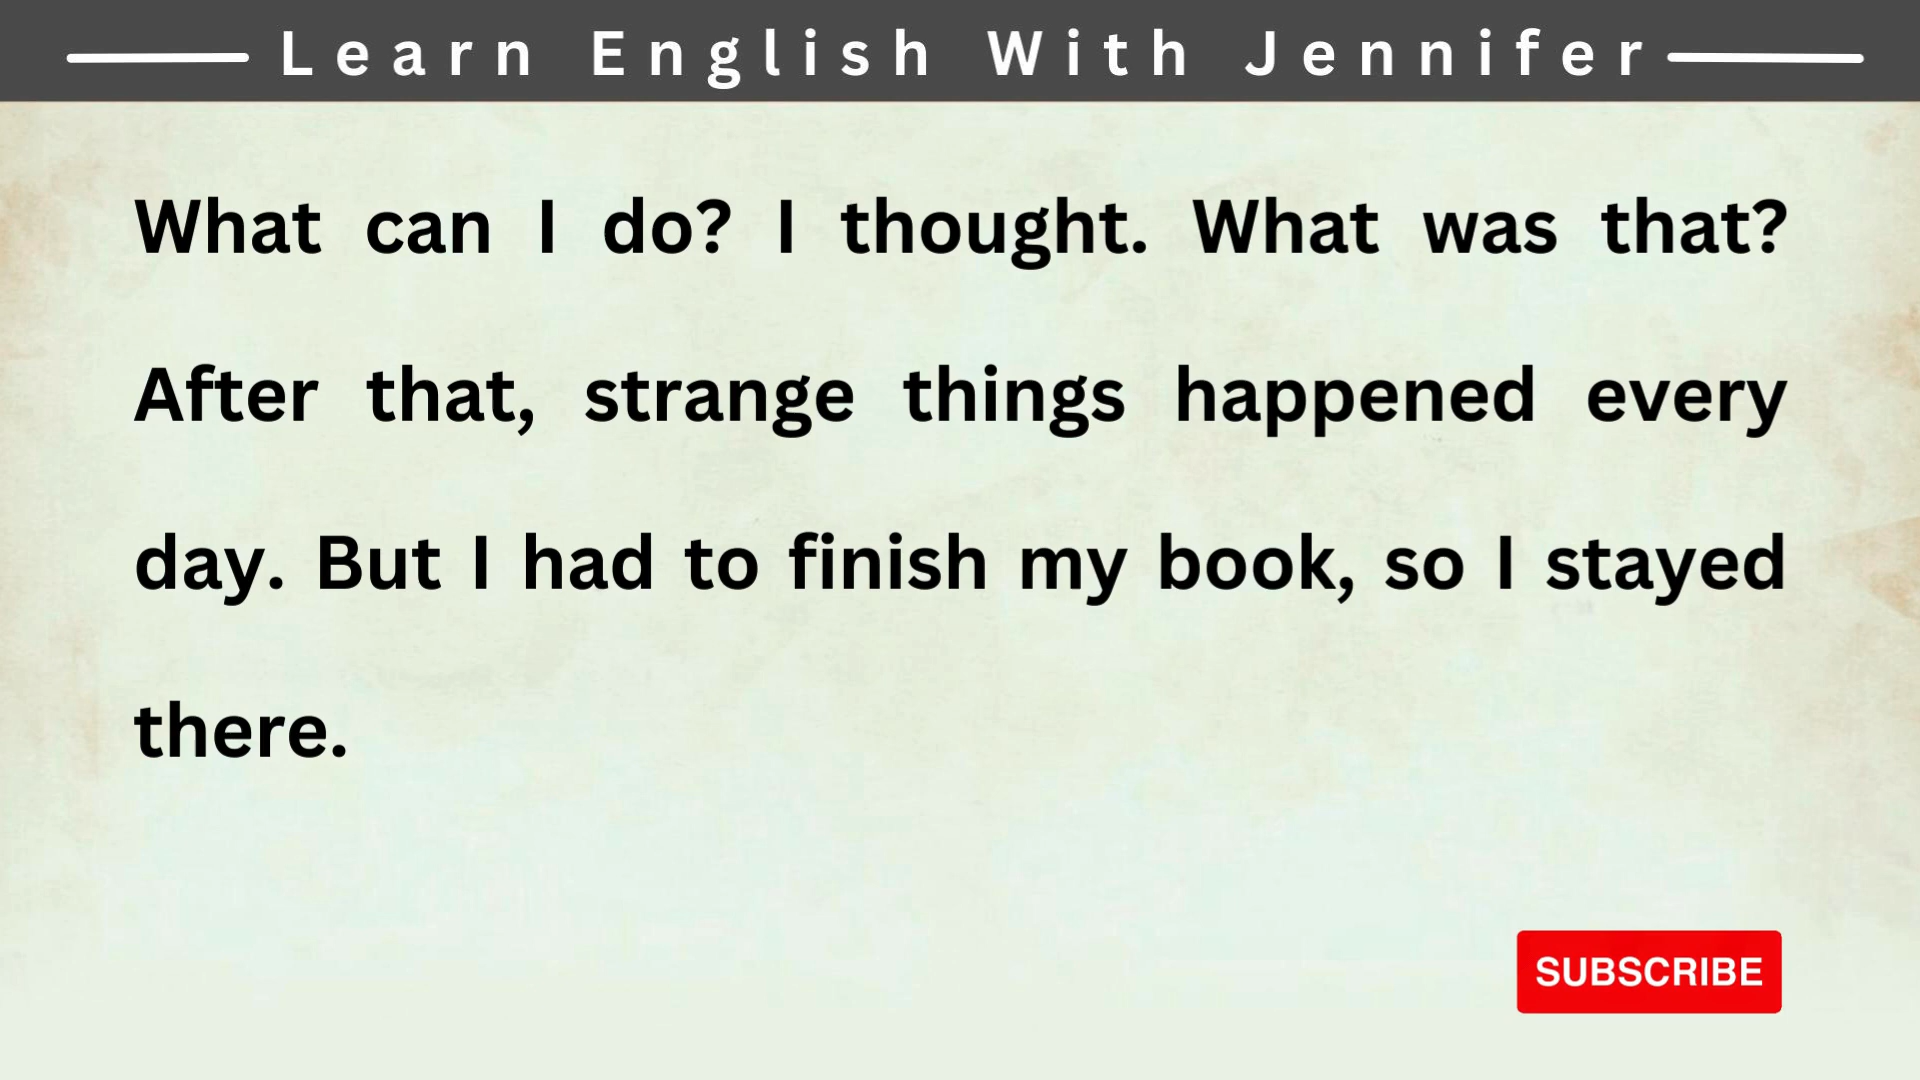 Learn English With Jennifer
What can I do? I thought. What was that?
After that, strange things happened every
day. But I had to finish my book, so I stayed
there.
SUBSCRIBE